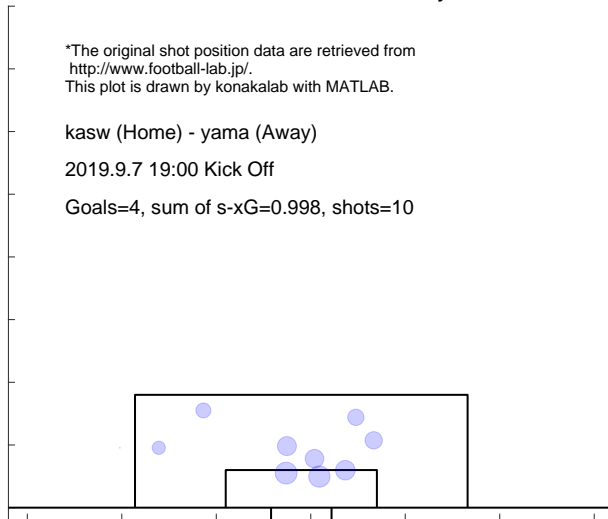 *The original shot position data are retrieved from
http://www.football-lab.jp/.
This plot is drawn by konakalab with MATLAB.
kasw (Home) - yama (Away)
2019.9.7 19:00 Kick Off
Goals=4, sum of s-xG=0.998, shots=10